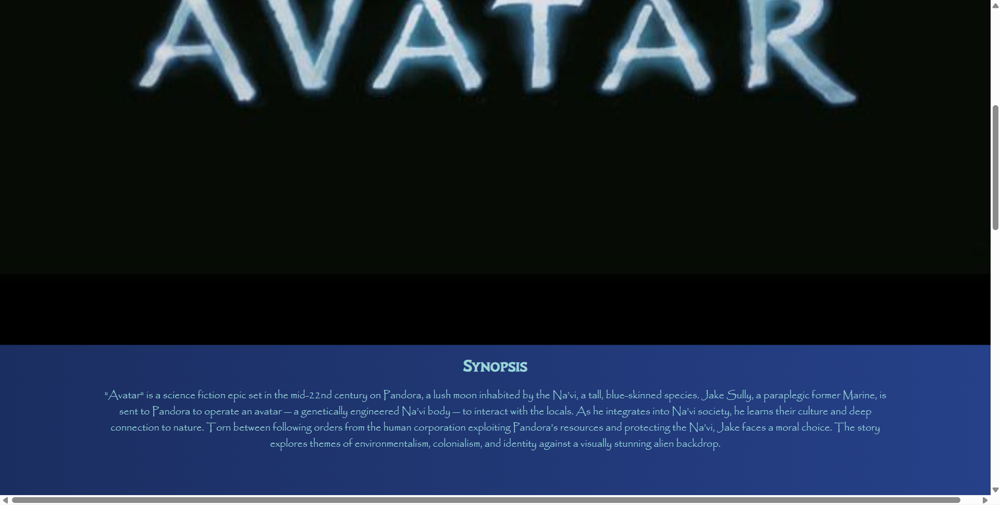 AVATAR
Synopsis
"Avatar" is a science fiction epic set in the mid-22nd century on Pandora, a lush moon inhabited by the Na’vi, a tall, blue-skinned species. Jake Sully, a paraplegic former Marine, is
sent to Pandora to operate an avatar — a genetically engineered Na’vi body — to interact with the locals. As he integrates into Na’vi society, he learns their culture and deep
connection to nature. Torn between following orders from the human corporation exploiting Pandora’s resources and protecting the Na’vi, Jake faces a moral choice. The story
explores themes of environmentalism, colonialism, and identity against a visually stunning alien backdrop.